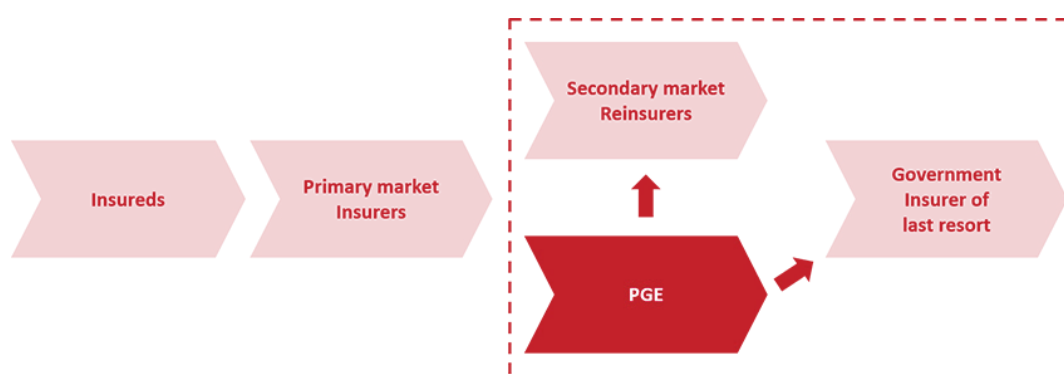 Insureds
Primary market
Insurers
Secondary market
Reinsurers
PGE
Government
Insurer of
last resort